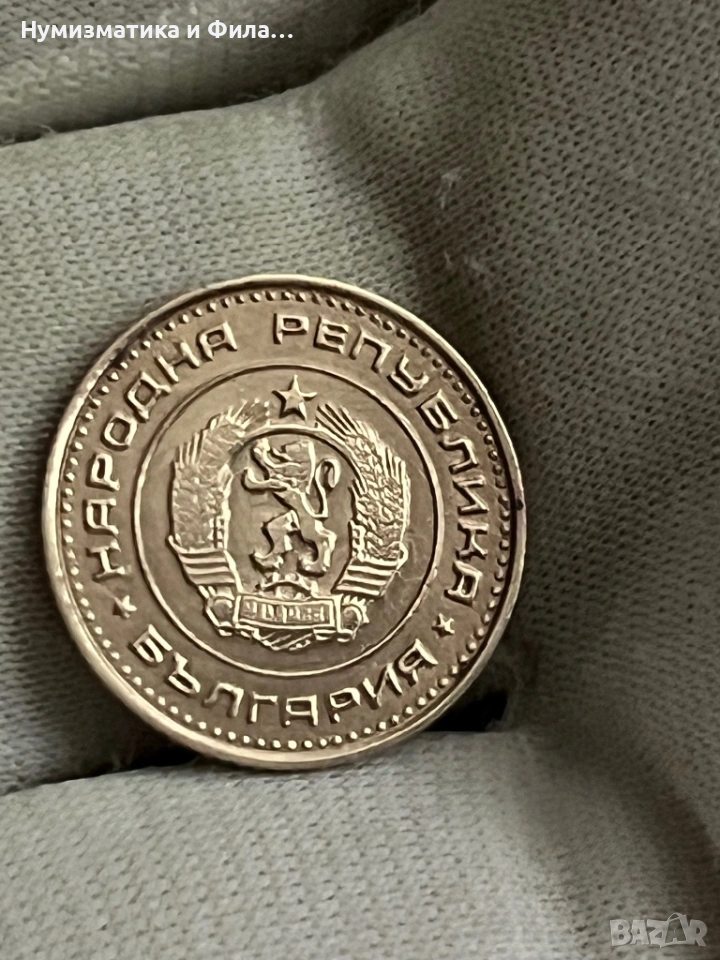 Нумизматика и Фила...
НАРОДНА РЕПУБЛИКА
БЪЛГАРИЯ
BAZAR